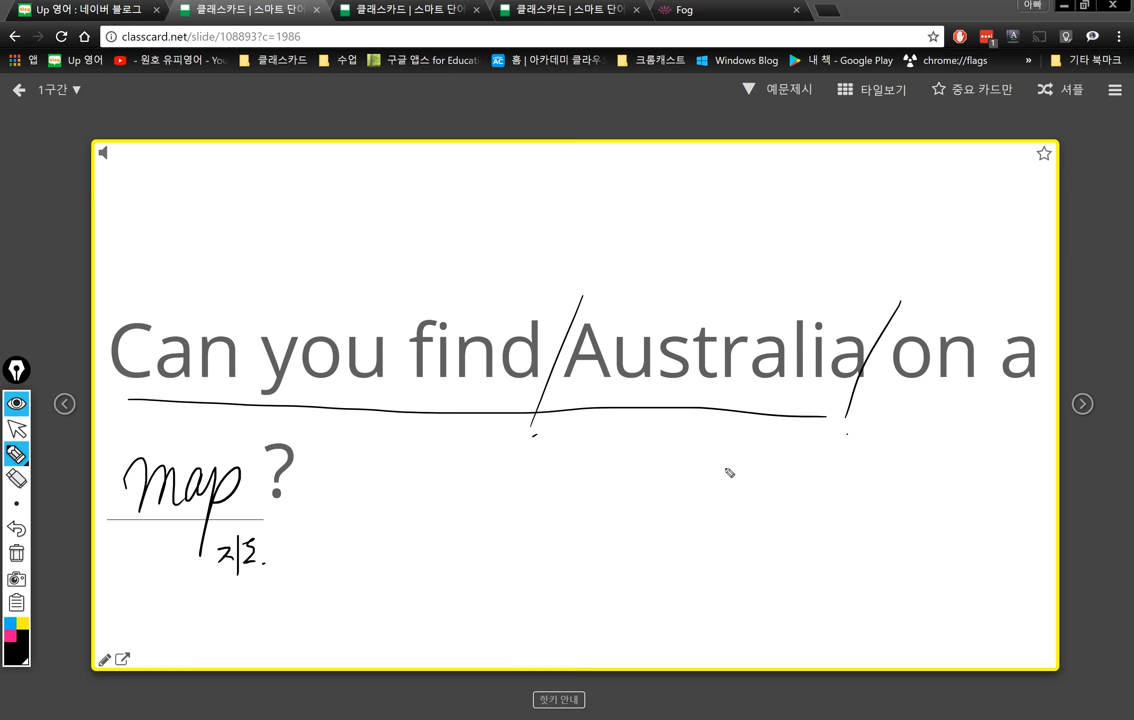 Up 영어 : 네이버 블로그
클래스카드 | 스마트 단어
클래스카드 | 스마트 단어
클래스카드 | 스마트 단어
Fog
아빠
classcard.net/slide/108893?c=1986
1
앱
Up 영어
- 원호 유피영어 - You
클래스카드
수업
구글 앱스 for Educat
홈 | 아카데미 클라우
크롬캐스트
Windows Blog
내 책 - Google Play
chrome://flags
»
기타 북마크
1구간 ▼
예문제시
타일보기
중요 카드만
셔플
Can you find / Australia / on a
map ?
지도.
핫키 안내